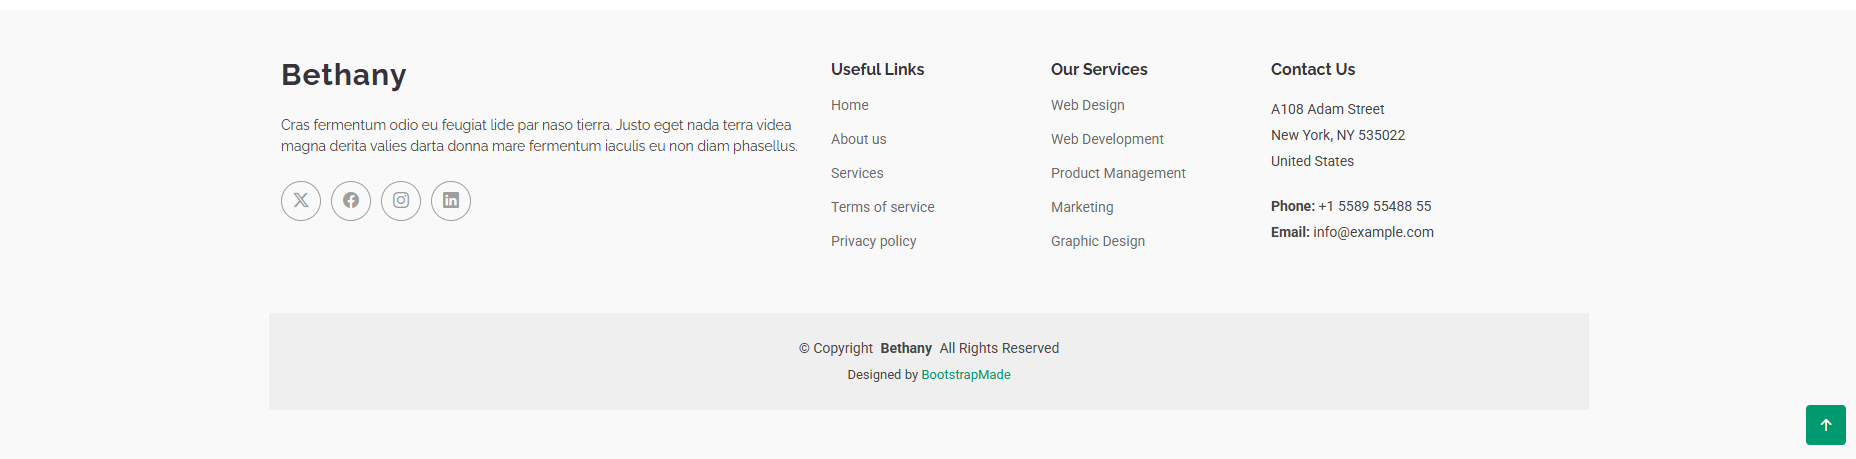 Bethany
Cras fermentum odio eu feugiat lide par naso tierra. Justo eget nada terra videa
magna derita valies darta donna mare fermentum iaculis eu non diam phasellus.
Useful Links
Home
About us
Services
Terms of service
Privacy policy
Our Services
Web Design
Web Development
Product Management
Marketing
Graphic Design
Contact Us
A108 Adam Street
New York, NY 535022
United States
Phone: +1 5589 55488 55
Email: info@example.com
© Copyright Bethany All Rights Reserved
Designed by BootstrapMade